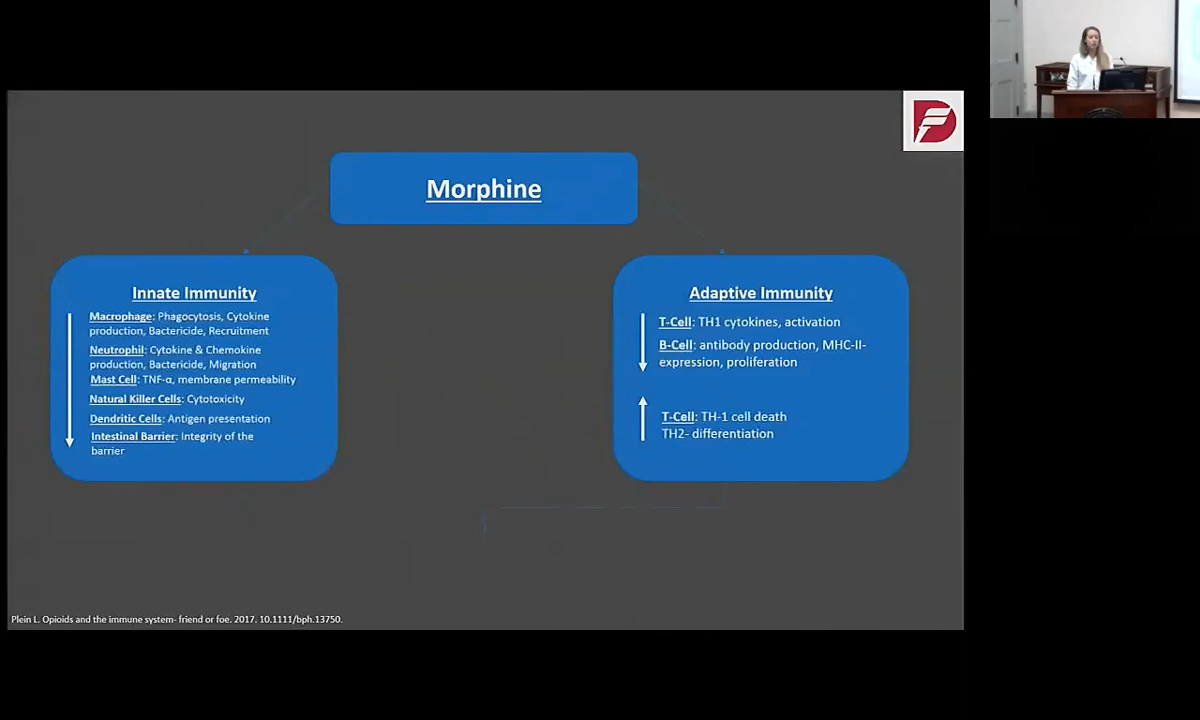 Morphine
Innate Immunity
Macrophage: Phagocytosis, Cytokine
production, Bactericide, Recruitment
Neutrophil: Cytokine & Chemokine
production, Bactericide, Migration
Mast Cell: TNF-α, membrane permeability
Natural Killer Cells: Cytotoxicity
Dendritic Cells: Antigen presentation
Intestinal Barrier: Integrity of the
barrier
Adaptive Immunity
T-Cell: TH1 cytokines, activation
B-Cell: antibody production, MHC-II-
expression, proliferation
T-Cell: TH-1 cell death
TH2- differentiation
Plein L. Opioids and the immune system- friend or foe. 2017. 10.1111/bph.13750.